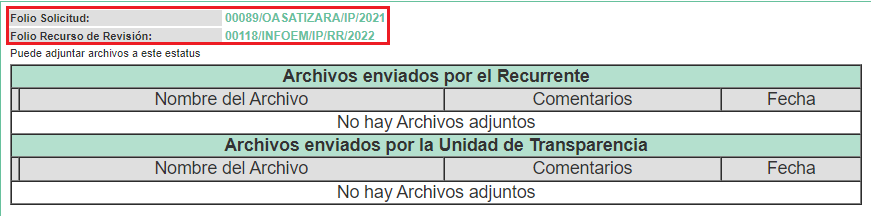 Folio Solicitud: 00089/OASATIZARA/IP/2021
Folio Recurso de Revisión: 00118/INFOEM/IP/RR/2022
Puede adjuntar archivos a este estatus
Archivos enviados por el Recurrente
Nombre del Archivo Comentarios Fecha
No hay Archivos adjuntos
Archivos enviados por la Unidad de Transparencia
Nombre del Archivo Comentarios Fecha
No hay Archivos adjuntos